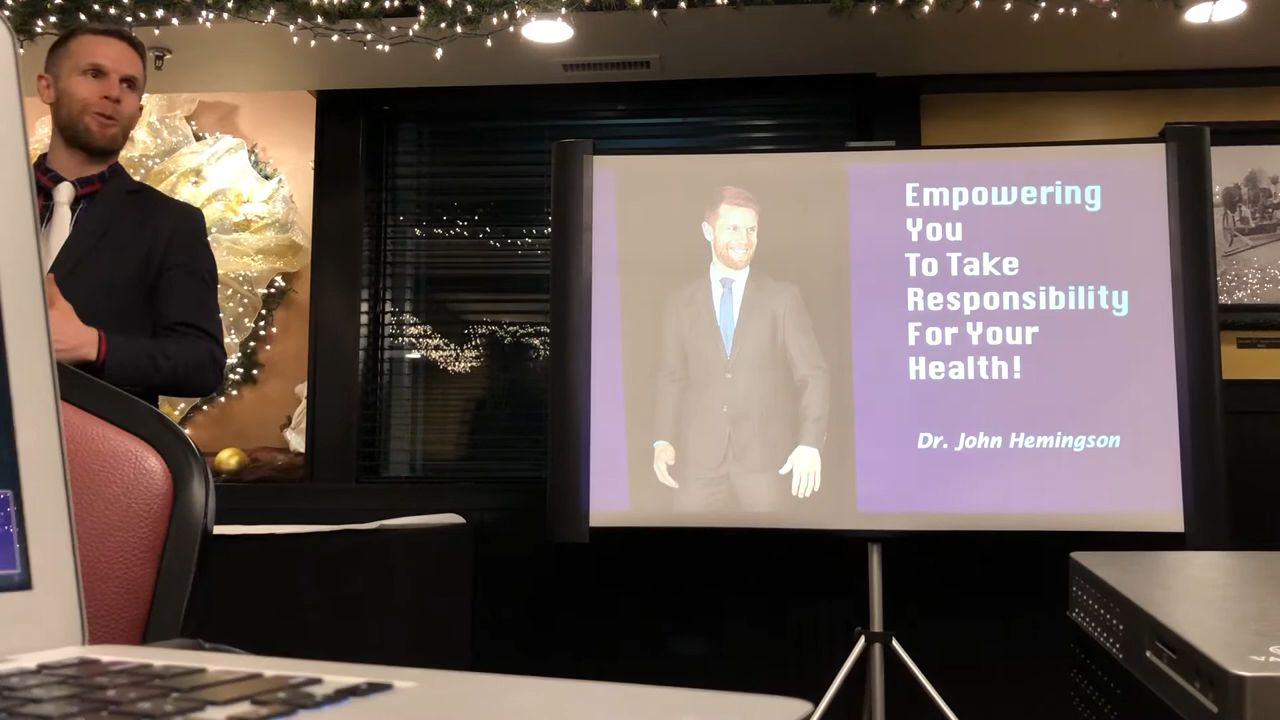 Empowering
You
To Take
Responsibility
For Your
Health!
Dr. John Hemingson